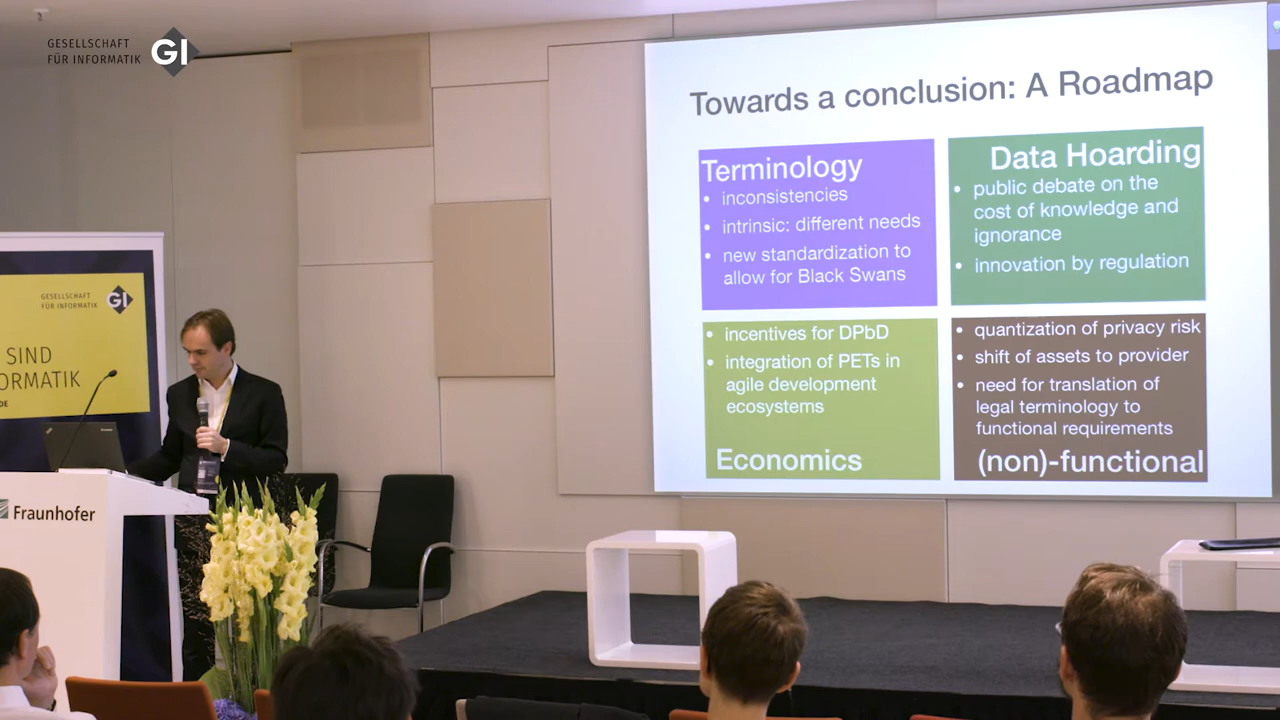 GESELLSCHAFT
FÜR INFORMATIK
GI
Towards a conclusion: A Roadmap
Terminology
• inconsistencies
• intrinsic: different needs
• new standardization to
allow for Black Swans
Data Hoarding
• public debate on the
cost of knowledge and
ignorance
• innovation by regulation
• incentives for DPbD
• integration of PETs in
agile development
ecosystems
Economics
• quantization of privacy risk
• shift of assets to provider
• need for translation of
legal terminology to
functional requirements
(non)-functional
GESELLSCHAFT
FÜR INFORMATIK
GI
SIND
ORMATIK
DE
Fraunhofer